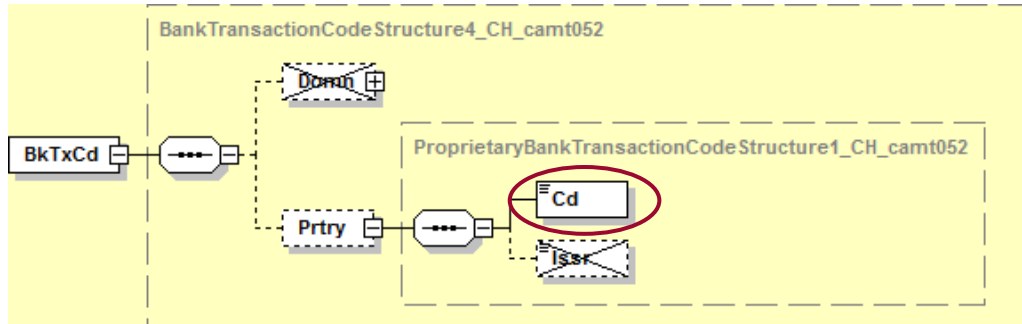 BankTransactionCodeStructure4_CH_camt052
Domn
BkTxCd
ProprietaryBankTransactionCodeStructure1_CH_camt052
Cd
Prtry
Issr